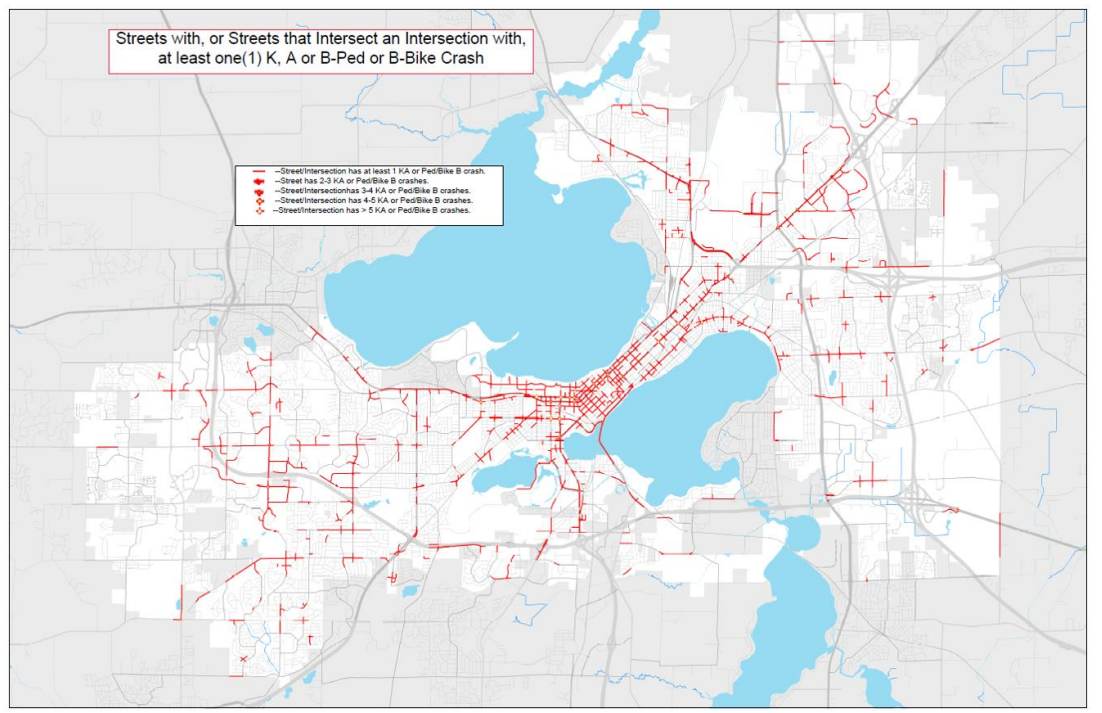 Streets with, or Streets that Intersect an Intersection with,
at least one(1) K, A or B-Ped or B-Bike Crash
--Street/Intersection has at least 1 KA or Ped/Bike B crash.
--Street has 2-3 KA or Ped/Bike B crashes.
--Street/Intersectionhas 3-4 KA or Ped/Bike B crashes.
--Street/Intersection has 4-5 KA or Ped/Bike B crashes.
--Street/Intersection has > 5 KA or Ped/Bike B crashes.